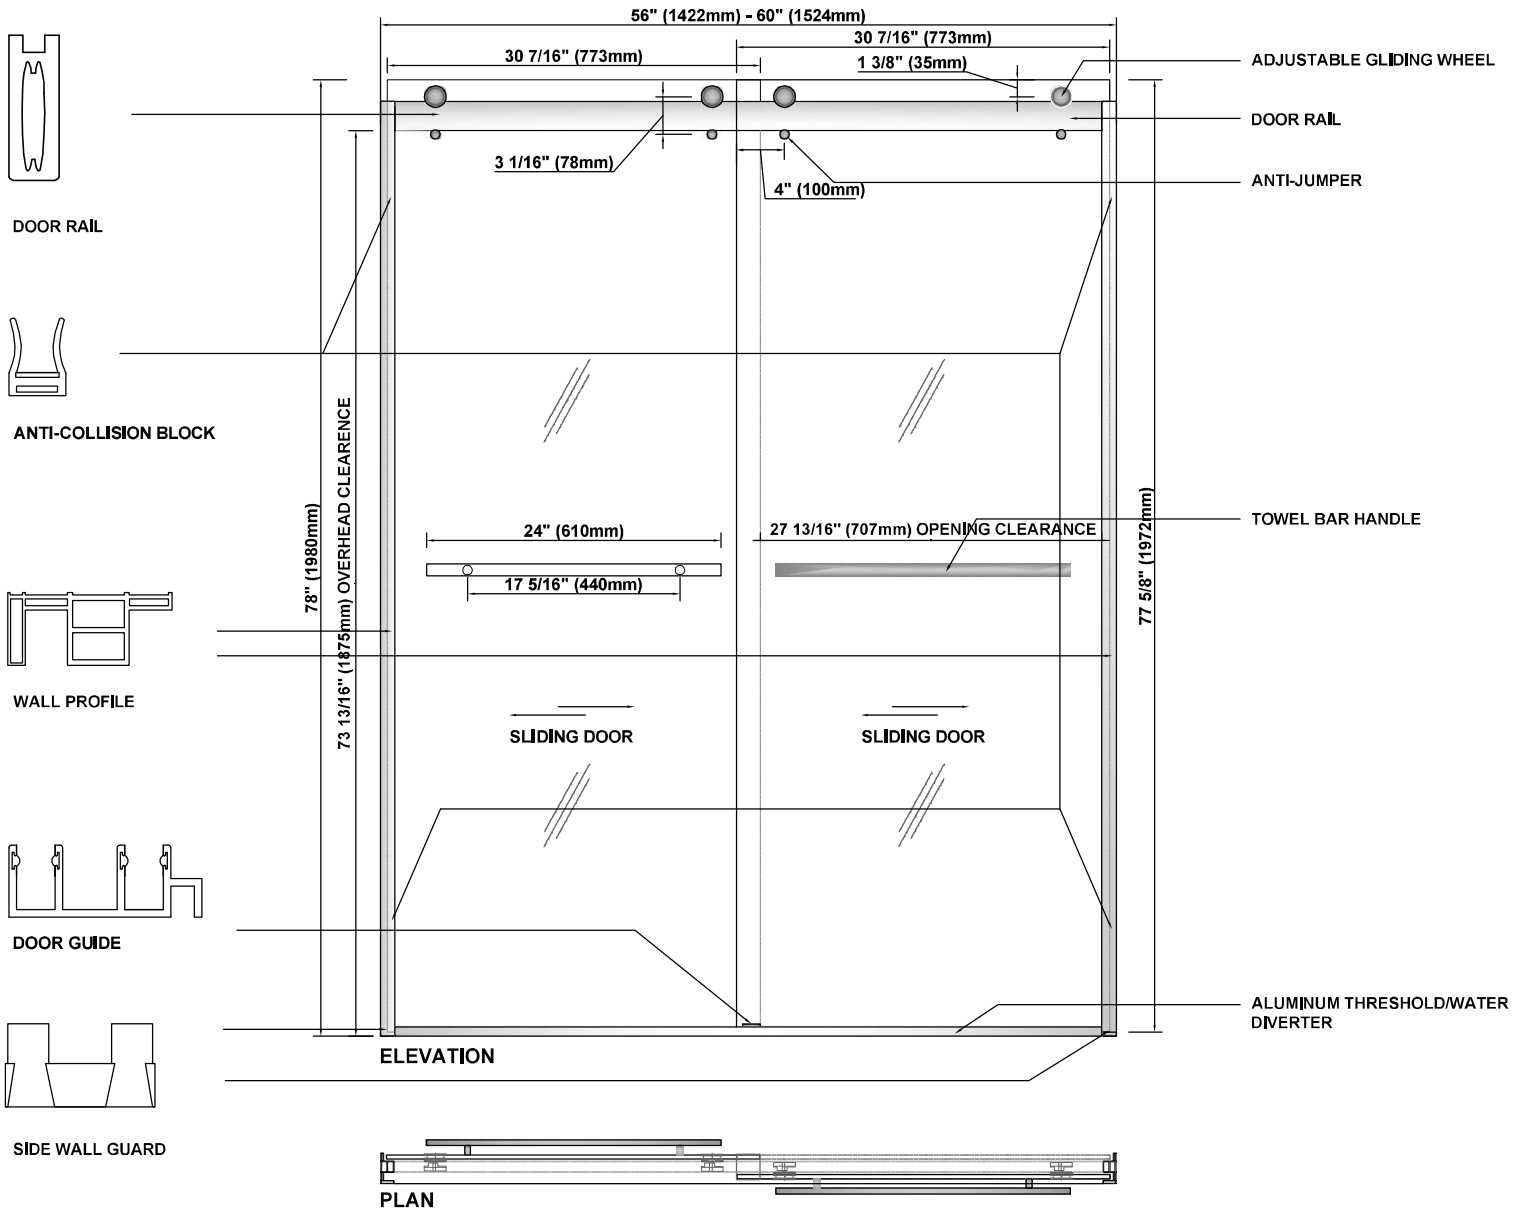 56" (1422mm) - 60" (1524mm)
30 7/16" (773mm)
30 7/16" (773mm)
1 3/8" (35mm)
ADJUSTABLE GLIDING WHEEL
DOOR RAIL
3 1/16" (78mm)
4" (100mm)
ANTI-JUMPER
DOOR RAIL
ANTI-COLLISION BLOCK
78" (1980mm)
73 13/16" (1875mm) OVERHEAD CLEARENCE
24" (610mm)
27 13/16" (707mm) OPENING CLEARANCE
TOWEL BAR HANDLE
77 5/8" (1972mm)
17 5/16" (440mm)
WALL PROFILE
SLIDING DOOR
SLIDING DOOR
DOOR GUIDE
ALUMINUM THRESHOLD/WATER
DIVERTER
ELEVATION
SIDE WALL GUARD
PLAN